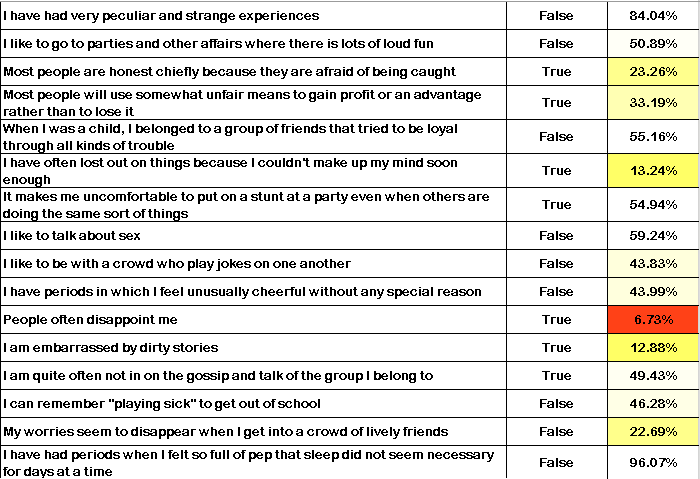 I have had very peculiar and strange experiences False 84.04%
I like to go to parties and other affairs where there is lots of loud fun False 50.89%
Most people are honest chiefly because they are afraid of being caught True 23.26%
Most people will use somewhat unfair means to gain profit or an advantage
rather than to lose it True 33.19%
When I was a child, I belonged to a group of friends that tried to be loyal
through all kinds of trouble False 55.16%
I have often lost out on things because I couldn't make up my mind soon
enough True 13.24%
It makes me uncomfortable to put on a stunt at a party even when others are
doing the same sort of things True 54.94%
I like to talk about sex False 59.24%
I like to be with a crowd who play jokes on one another False 43.83%
I have periods in which I feel unusually cheerful without any special reason False 43.99%
People often disappoint me True 6.73%
I am embarrassed by dirty stories True 12.88%
I am quite often not in on the gossip and talk of the group I belong to True 49.43%
I can remember "playing sick" to get out of school False 46.28%
My worries seem to disappear when I get into a crowd of lively friends False 22.69%
I have had periods when I felt so full of pep that sleep did not seem necessary
for days at a time False 96.07%